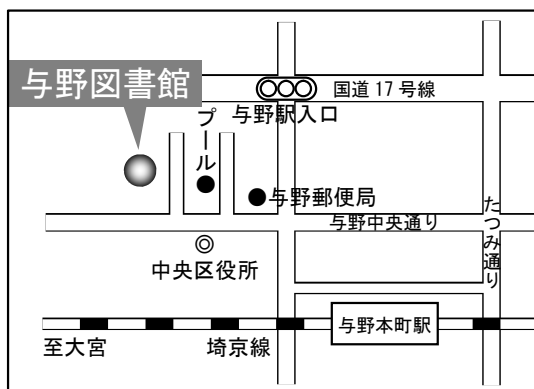 与野図書館
国道17号線
与野駅入口
プール
与野郵便局
与野中央通り
たつみ通り
中央区役所
与野本町駅
至大宮
埼京線